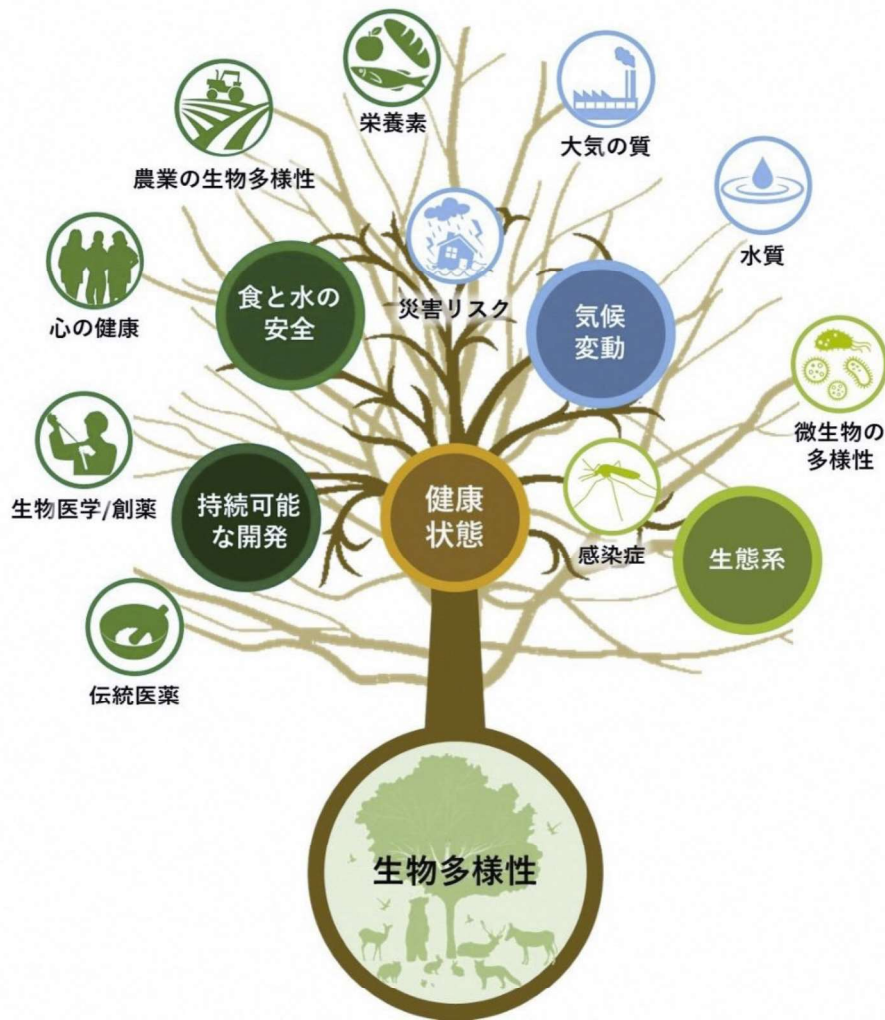 栄養素
大気の質
農業の生物多様性
水質
心の健康
食と水の
安全
災害リスク
気候
変動
微生物の
多様性
生物医学/創薬
持続可能
な開発
健康
状態
感染症
生態系
伝統医薬
生物多様性